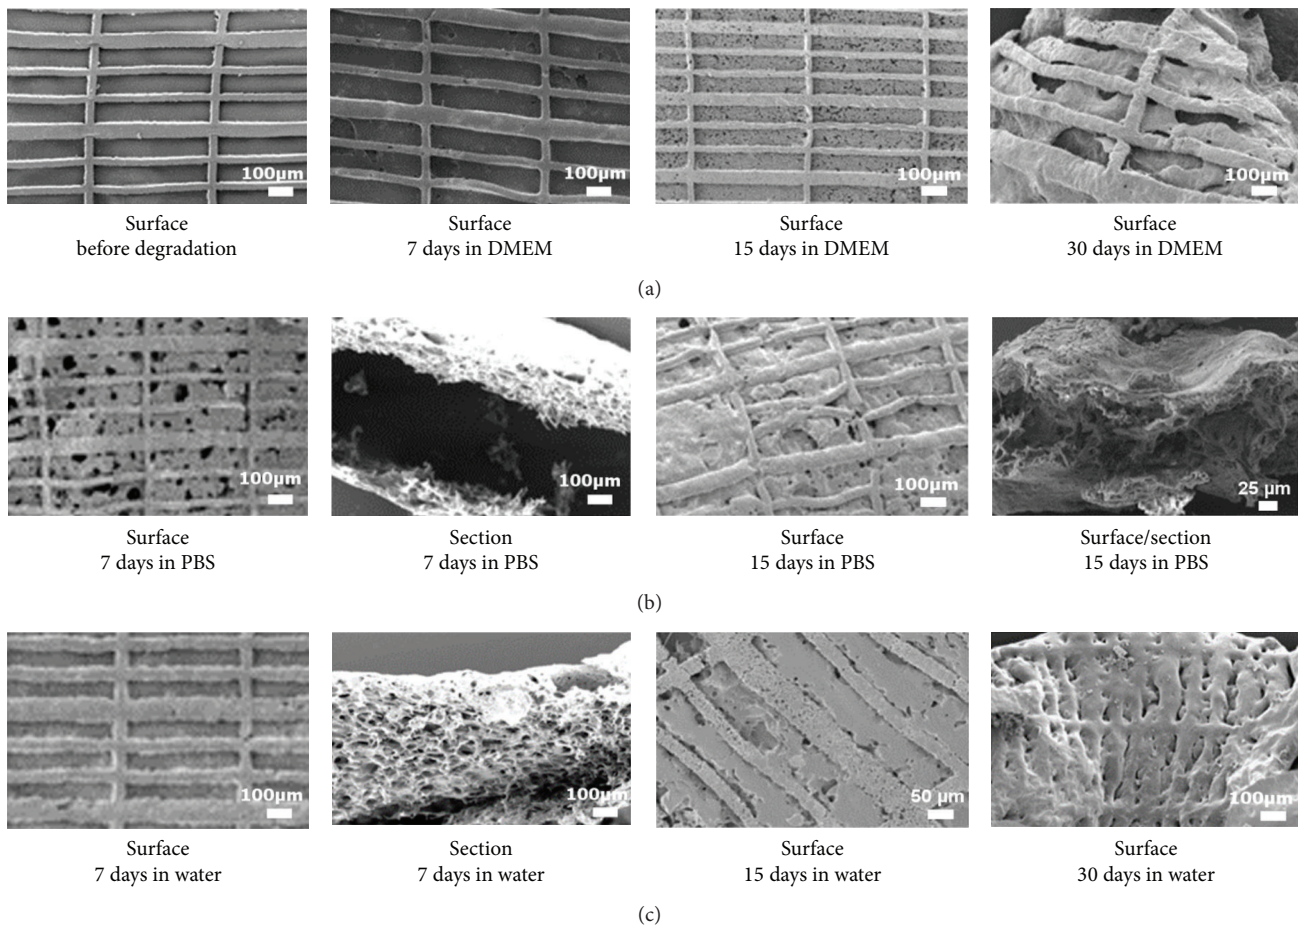 100µm
100µm
100µm
100µm
Surface
before degradation
Surface
7 days in DMEM
Surface
15 days in DMEM
Surface
30 days in DMEM
(a)
100µm
100µm
100µm
25 µm
Surface
7 days in PBS
Section
7 days in PBS
Surface
15 days in PBS
Surface/section
15 days in PBS
(b)
100µm
100µm
50 µm
100µm
Surface
7 days in water
Section
7 days in water
Surface
15 days in water
Surface
30 days in water
(c)